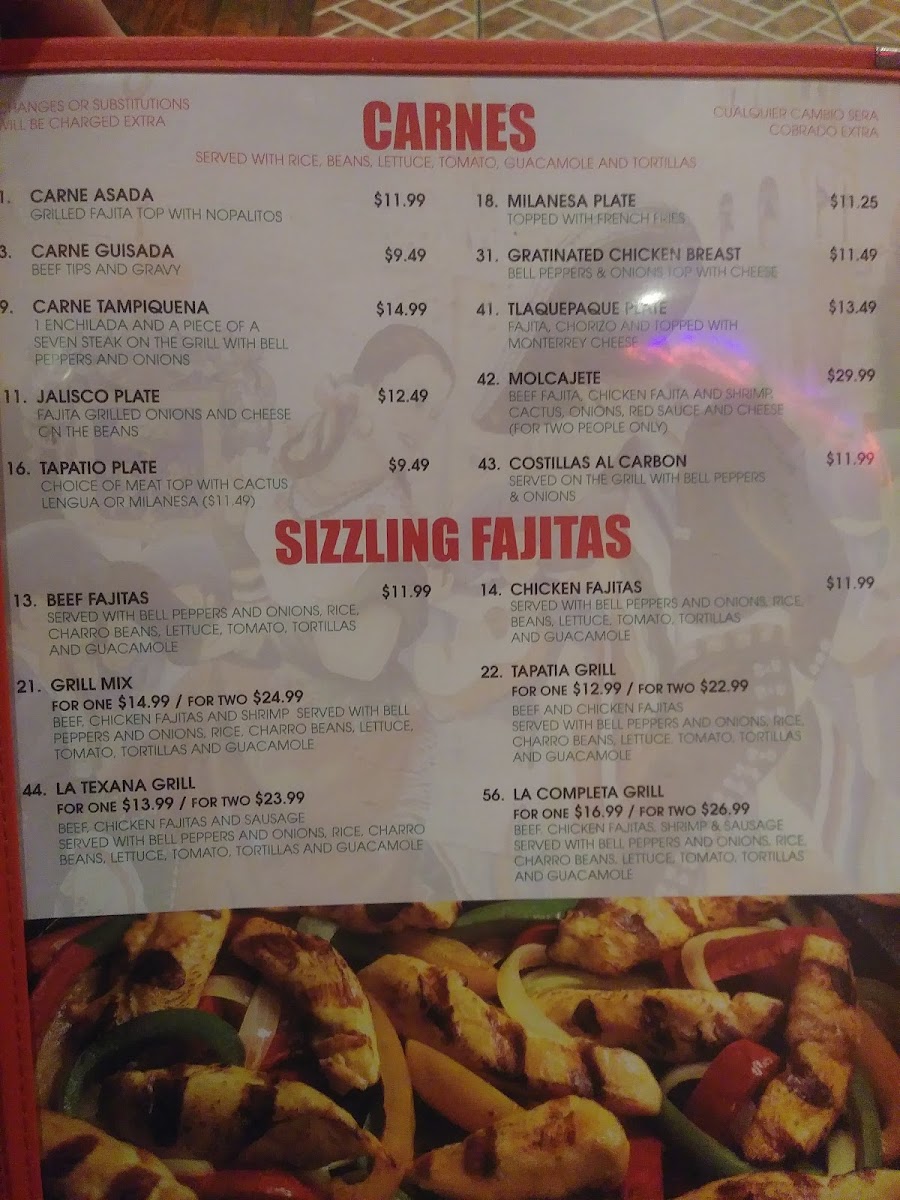 HANGES OR SUBSTITUTIONS
WILL BE CHARGED EXTRA
CARNES
CUALQUIER CAMBIO SERA
COBRADO EXTRA
SERVED WITH RICE, BEANS, LETTUCE, TOMATO, GUACAMOLE AND TORTILLAS
1. CARNE ASADA $11.99
GRILLED FAJITA TOP WITH NOPALITOS
3. CARNE GUISADA $9.49
BEEF TIPS AND GRAVY
9. CARNE TAMPIQUENA $14.99
1 ENCHILADA AND A PIECE OF A
SEVEN STEAK ON THE GRILL WITH BELL
PEPPERS AND ONIONS
11. JALISCO PLATE $12.49
FAJITA GRILLED ONIONS AND CHEESE
ON THE BEANS
16. TAPATIO PLATE $9.49
CHOICE OF MEAT TOP WITH CACTUS
LENGUA OR MILANESA ($11.49)
18. MILANESA PLATE $11.25
TOPPED WITH FRENCH FRIES
31. GRATINATED CHICKEN BREAST $11.49
BELL PEPPERS & ONIONS TOP WITH CHEESE
41. TLAQUEPAQUE PLATE $13.49
FAJITA, CHORIZO AND TOPPED WITH
MONTERREY CHEESE
42. MOLCAJETE $29.99
BEEF FAJITA, CHICKEN FAJITA AND SHRIMP,
CACTUS, ONIONS, RED SAUCE AND CHEESE
(FOR TWO PEOPLE ONLY)
43. COSTILLAS AL CARBON $11.99
SERVED ON THE GRILL WITH BELL PEPPERS
& ONIONS
SIZZLING FAJITAS
13. BEEF FAJITAS $11.99
SERVED WITH BELL PEPPERS AND ONIONS, RICE,
CHARRO BEANS, LETTUCE, TOMATO, TORTILLAS
AND GUACAMOLE
21. GRILL MIX
FOR ONE $14.99 / FOR TWO $24.99
BEEF, CHICKEN FAJITAS AND SHRIMP SERVED WITH BELL
PEPPERS AND ONIONS, RICE, CHARRO BEANS, LETTUCE,
TOMATO, TORTILLAS AND GUACAMOLE
44. LA TEXANA GRILL
FOR ONE $13.99 / FOR TWO $23.99
BEEF, CHICKEN FAJITAS AND SAUSAGE
SERVED WITH BELL PEPPERS AND ONIONS, RICE, CHARRO
BEANS, LETTUCE, TOMATO, TORTILLAS AND GUACAMOLE
14. CHICKEN FAJITAS $11.99
SERVED WITH BELL PEPPERS AND ONIONS, RICE,
BEANS, LETTUCE, TOMATO, TORTILLAS
AND GUACAMOLE
22. TAPATIA GRILL
FOR ONE $12.99 / FOR TWO $22.99
BEEF AND CHICKEN FAJITAS
SERVED WITH BELL PEPPERS AND ONIONS, RICE,
CHARRO BEANS, LETTUCE, TOMATO, TORTILLAS
AND GUACAMOLE
56. LA COMPLETA GRILL
FOR ONE $16.99 / FOR TWO $26.99
BEEF, CHICKEN FAJITAS, SHRIMP & SAUSAGE
SERVED WITH BELL PEPPERS AND ONIONS, RICE,
CHARRO BEANS, LETTUCE, TOMATO, TORTILLAS
AND GUACAMOLE